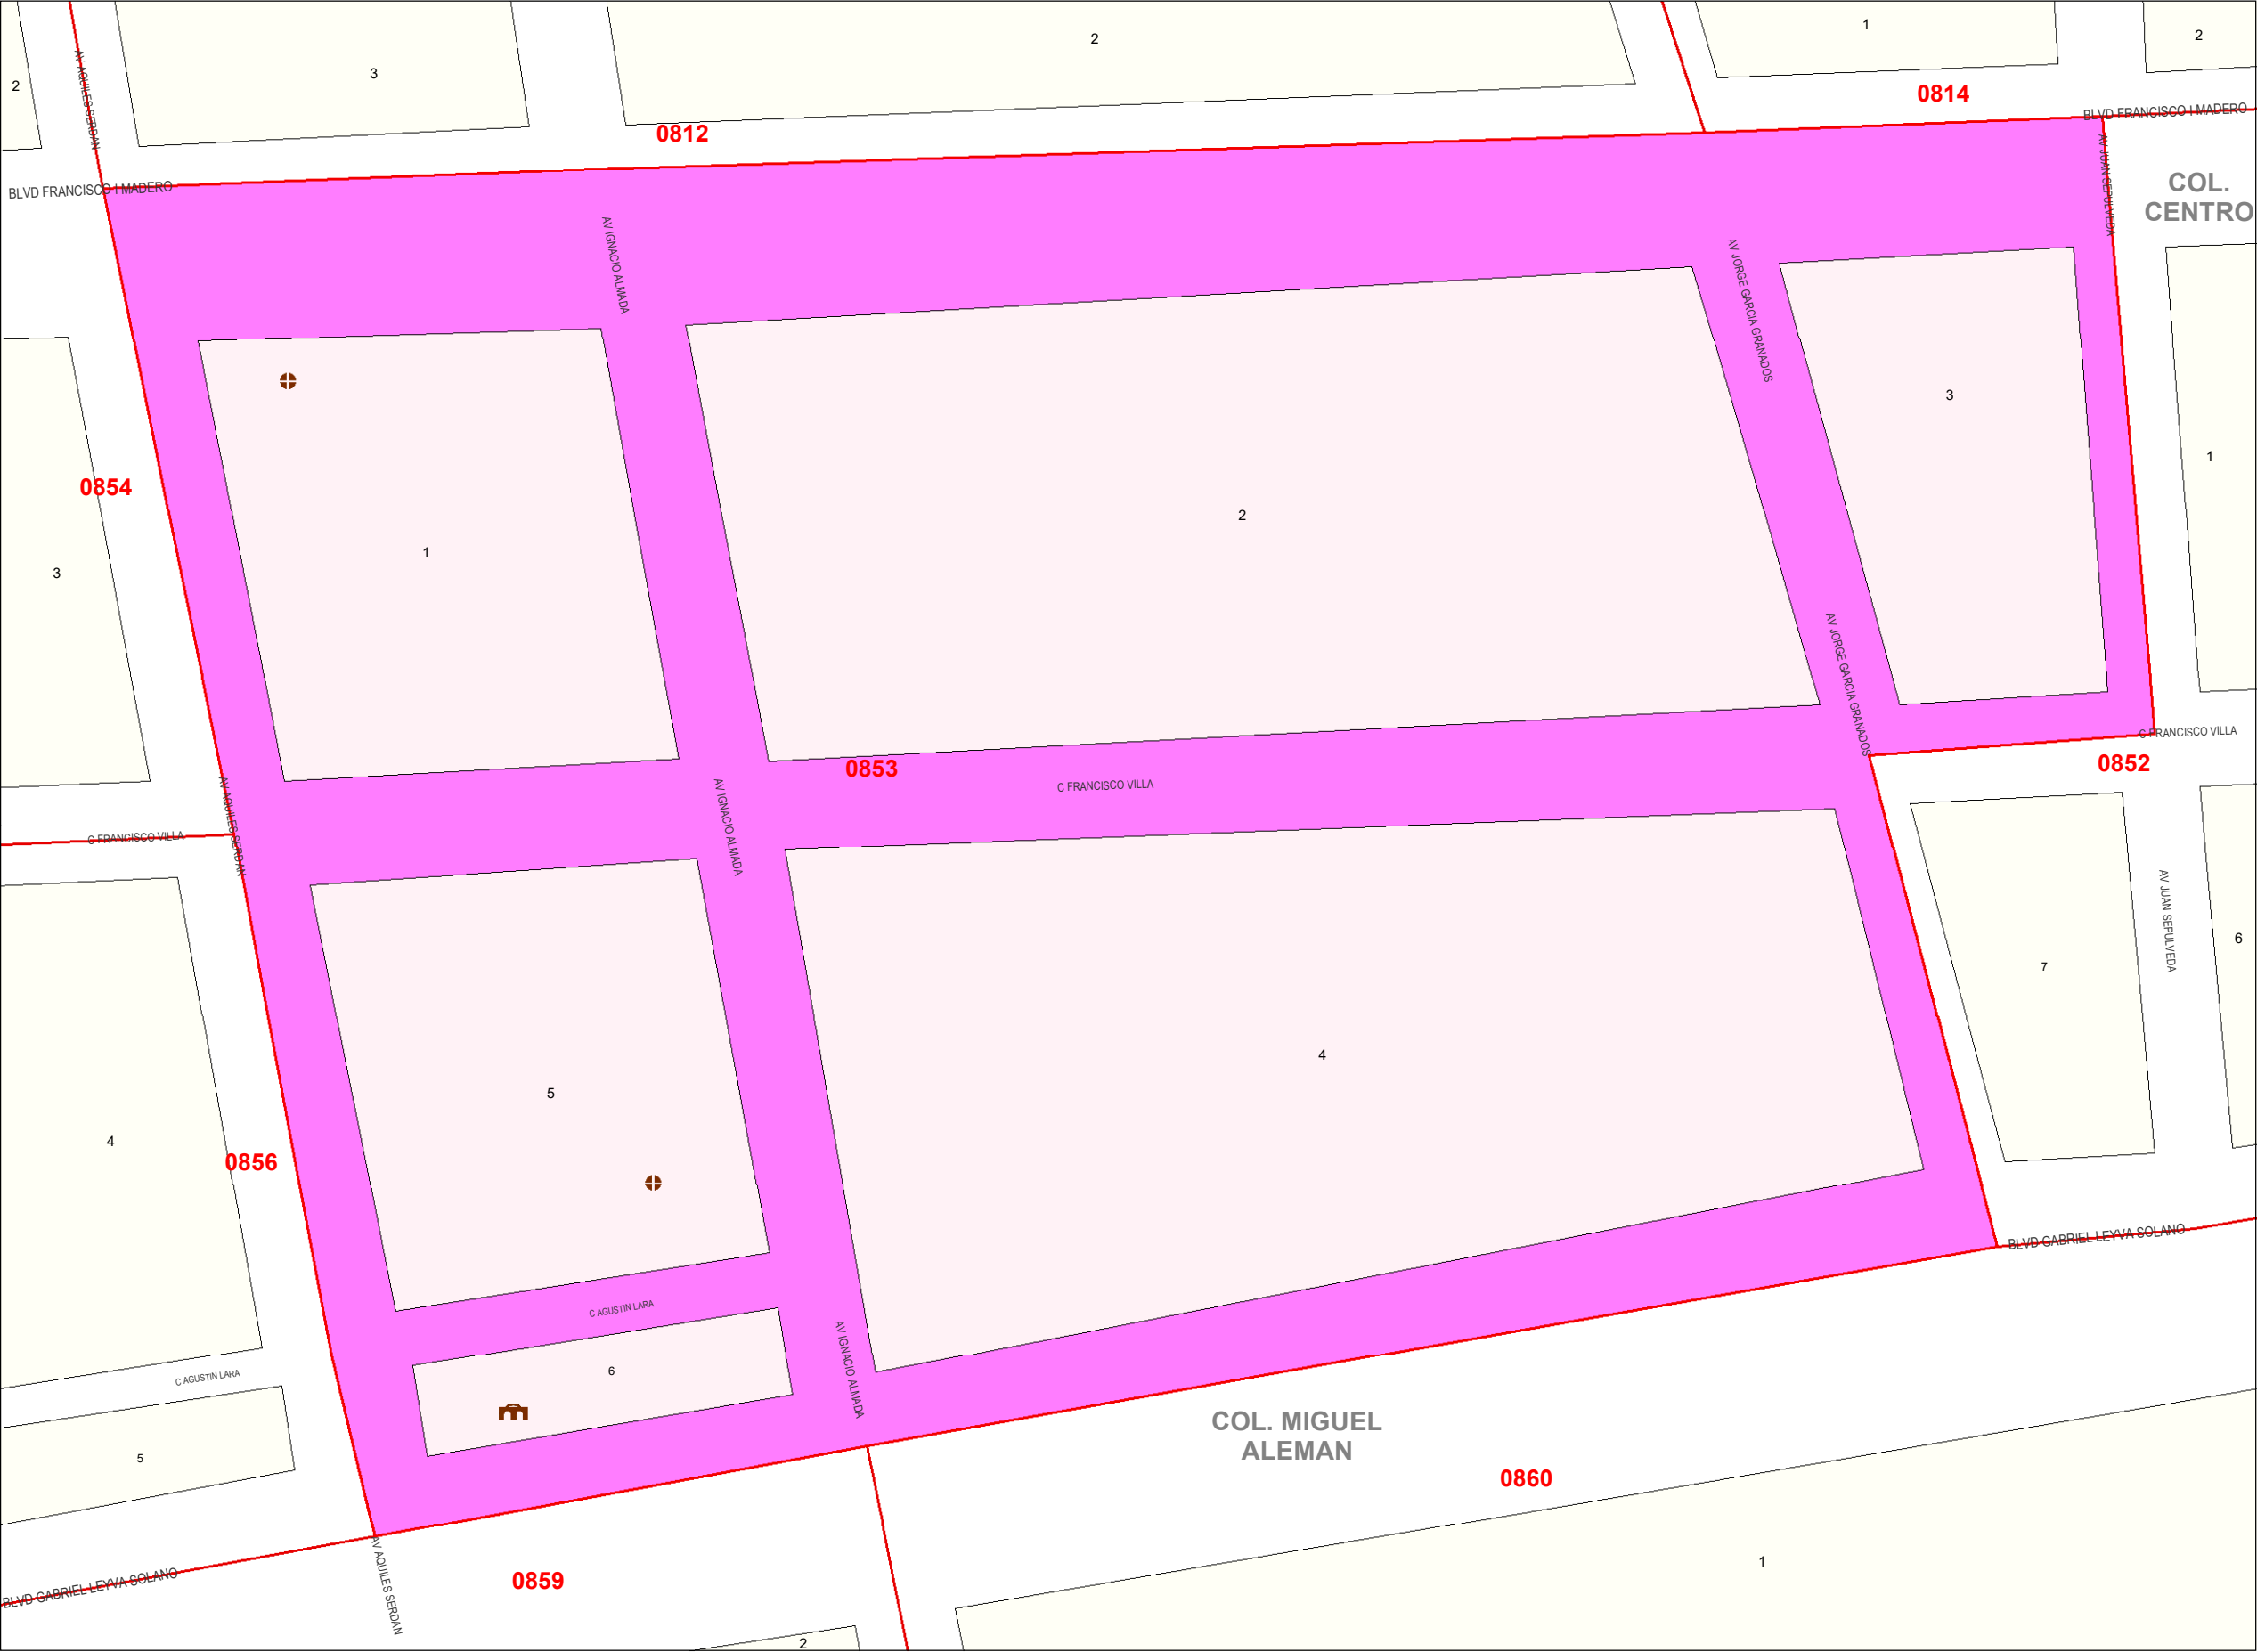 2
1
2
AV AQUILES SERDAN
3
2
0814
BLVD FRANCISCO I MADERO
0812
BLVD FRANCISCO I MADERO
AV JUAN SEPULVEDA
COL.
CENTRO
AV IGNACIO ALMADA
AV JORGE GARCIA GRANADOS
3
1
0854
2
1
3
AV JORGE GARCIA GRANADOS
C FRANCISCO VILLA
0853
0852
C FRANCISCO VILLA
AV AQUILES SERDAN
C FRANCISCO VILLA
AV IGNACIO ALMADA
AV JUAN SEPULVEDA
6
7
4
5
4
0856
BLVD GABRIEL LEYVA SOLANO
C AGUSTIN LARA
6
C AGUSTIN LARA
AV IGNACIO ALMADA
COL. MIGUEL
ALEMAN
5
0860
1
BLVD GABRIEL LEYVA SOLANO
0859
AV AQUILES SERDAN
2